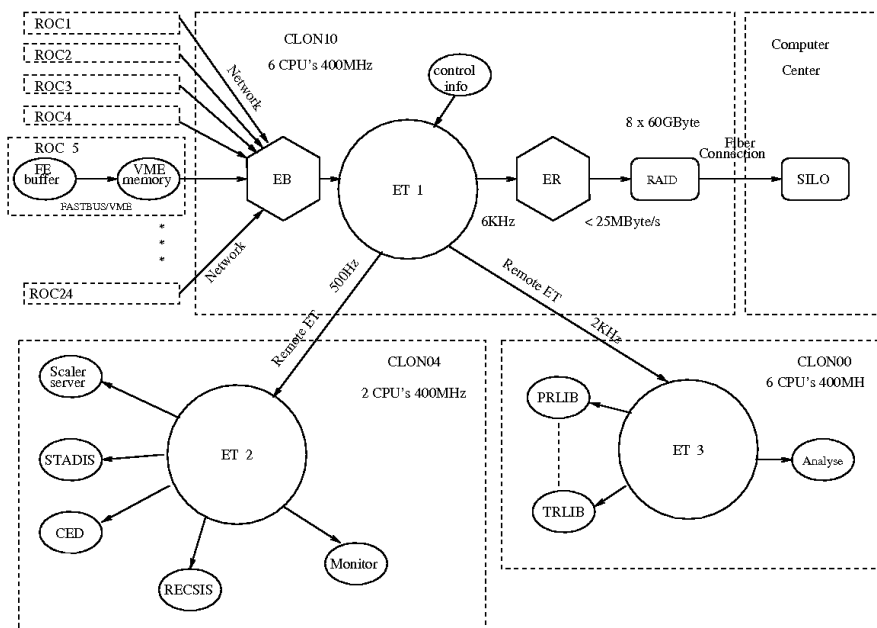 ROC1
ROC2
ROC3
ROC4
ROC 5
FE
buffer
VME
memory
FASTBUS/VME
* * *
ROC24
Network
Network
CLON10
6 CPU's 400MHz
control
info
EB
ET 1
ER
6KHz
< 25MByte/s
8 x 60GByte
RAID
Fiber
Connection
Computer
Center
SILO
500Hz
Remote ET
Remote ET
2KHz
CLON04
2 CPU's 400MHz
Scaler
server
STADIS
CED
RECSIS
Monitor
ET 2
CLON00
6 CPU's 400MH
PRLIB
TRLIB
ET 3
Analyse